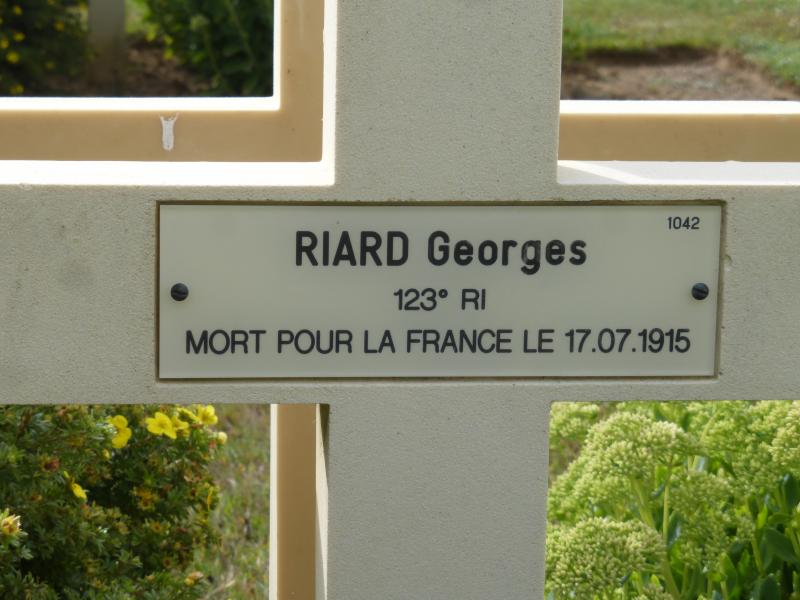 1042
RIARD Georges
123° RI
MORT POUR LA FRANCE LE 17.07.1915